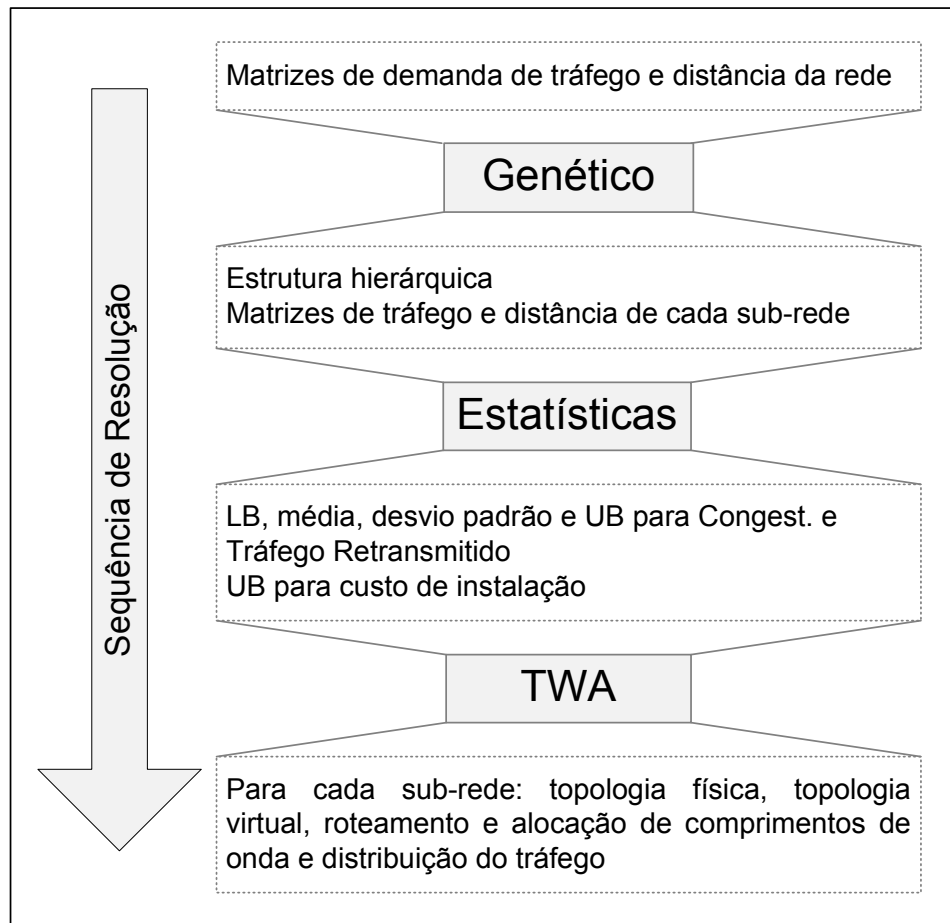 Matrizes de demanda de tráfego e distância da rede
Genético
Estrutura hierárquica
Matrizes de tráfego e distância de cada sub-rede
Estatísticas
LB, média, desvio padrão e UB para Congest. e
Tráfego Retransmitido
UB para custo de instalação
TWA
Para cada sub-rede: topologia física, topologia
virtual, roteamento e alocação de comprimentos de
onda e distribuição do tráfego
Sequência de Resolução